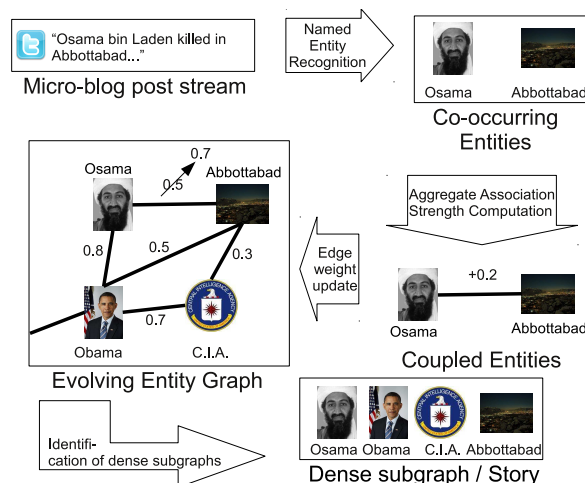 “Osama bin Laden killed in
Abbottabad...”
Micro-blog post stream
Named
Entity
Recognition
Osama
Abbottabad
Co-occurring
Entities
Aggregate Association
Strength Computation
+0.2
Osama
Abbottabad
Coupled Entities
Edge
weight
update
0.7
Osama
Abbottabad
0.5
0.8
0.5
0.3
0.7
Obama
C.I.A.
CENTRAL INTELLIGENCE AGENCY
Evolving Entity Graph
Identifi-
cation of dense subgraphs
Osama Obama C.I.A. Abbottabad
Dense subgraph / Story